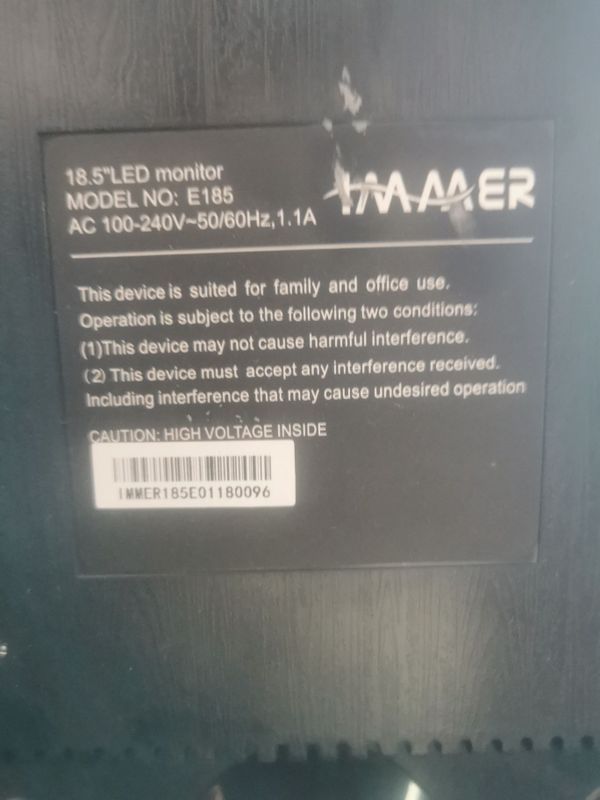 18.5"LED monitor
MODEL NO: E185
AC 100-240V~50/60Hz,1.1A
IMMER
This device is suited for family and office use.
Operation is subject to the following two conditions:
(1)This device may not cause harmful interference.
(2) This device must accept any interference received.
Including interference that may cause undesired operation
CAUTION: HIGH VOLTAGE INSIDE
IMMER185E01180096